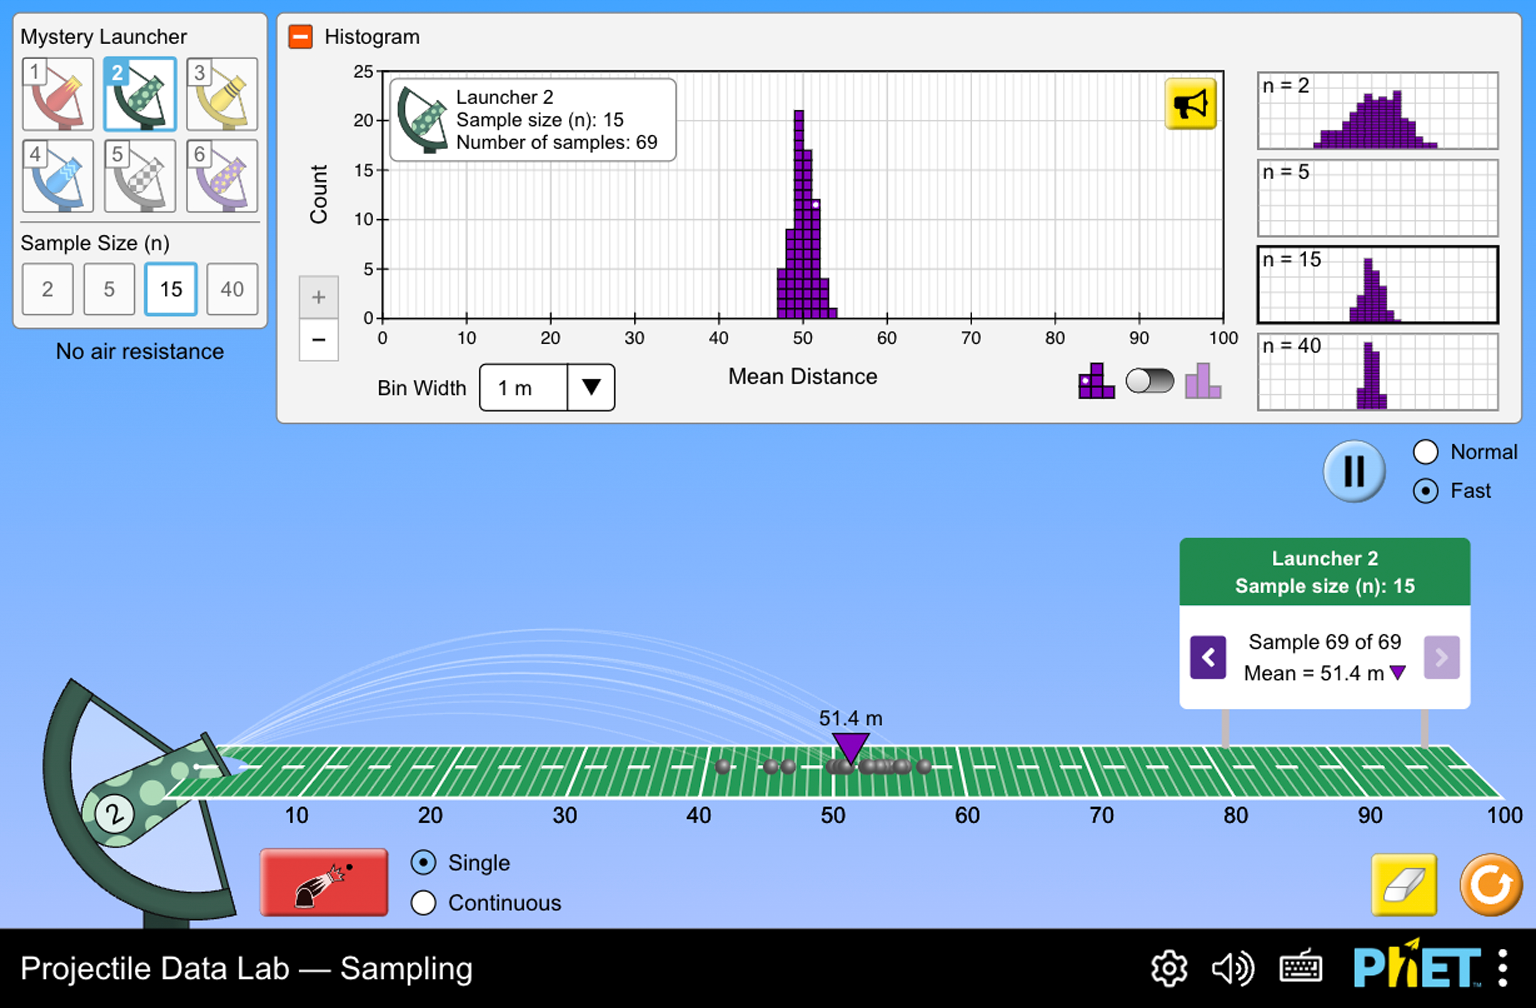 Mystery Launcher
1
2
3
4
5
6
Sample Size (n)
2
5
15
40
No air resistance
Histogram
Launcher 2
Sample size (n): 15
Number of samples: 69
Count
25
20
15
10
5
0
0 10 20 30 40 50 60 70 80 90 100
Mean Distance
+
−
Bin Width
1 m
n = 2
n = 5
n = 15
n = 40
Normal
Fast
Launcher 2
Sample size (n): 15
Sample 69 of 69
Mean = 51.4 m
51.4 m
2
10 20 30 40 50 60 70 80 90 100
Single
Continuous
Projectile Data Lab — Sampling
PhET